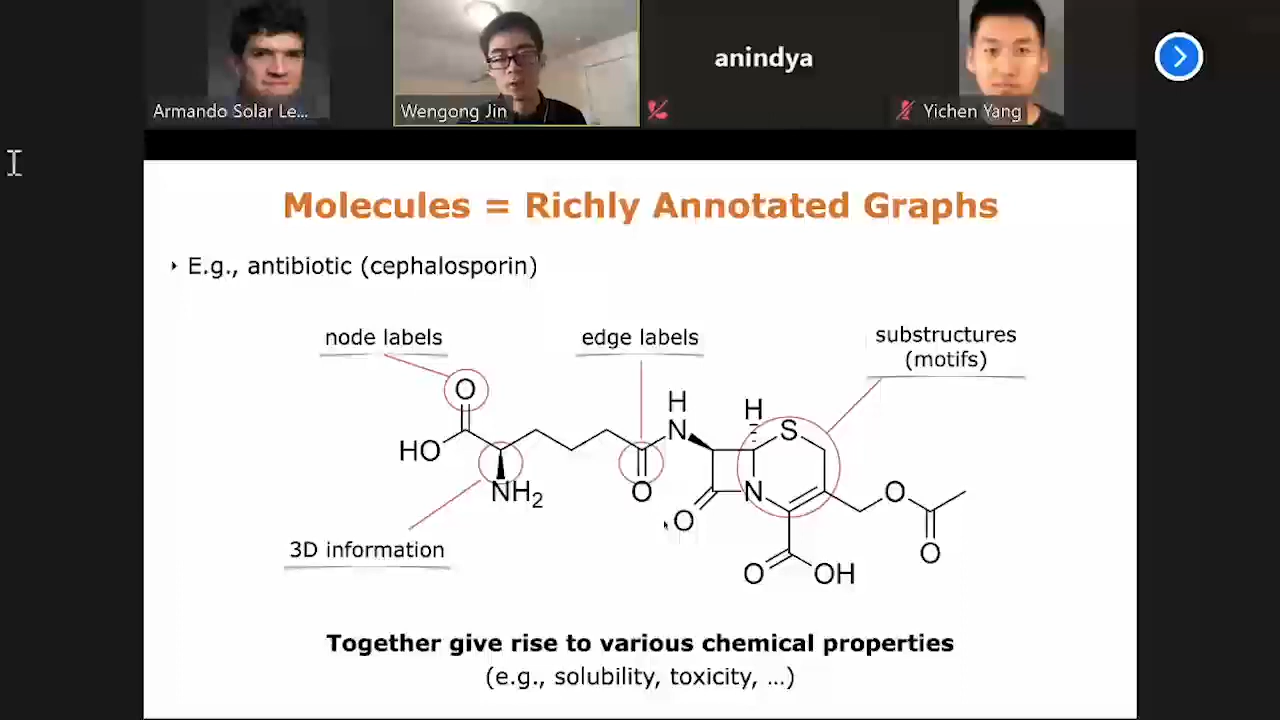 Armando Solar Le...
Wengong Jin
anindya
Yichen Yang
Molecules = Richly Annotated Graphs
E.g., antibiotic (cephalosporin)
node labels
edge labels
substructures
(motifs)
O
H
H
HO
N
S
NH2
O
N
O
O
O
O
OH
3D information
Together give rise to various chemical properties
(e.g., solubility, toxicity, ...)